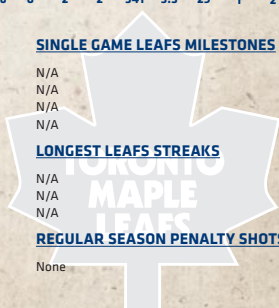 SINGLE GAME LEAFS MILESTONES
N/A
N/A
N/A
N/A
LONGEST LEAFS STREAKS
N/A
N/A
N/A
TORONTO
MAPLE
LEAFS
REGULAR SEASON PENALTY SHOTS
None